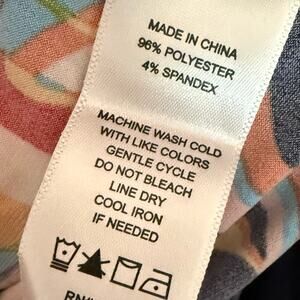 MADE IN CHINA
96% POLYESTER
4% SPANDEX
MACHINE WASH COLD
WITH LIKE COLORS
GENTLE CYCLE
DO NOT BLEACH
LINE DRY
COOL IRON
IF NEEDED